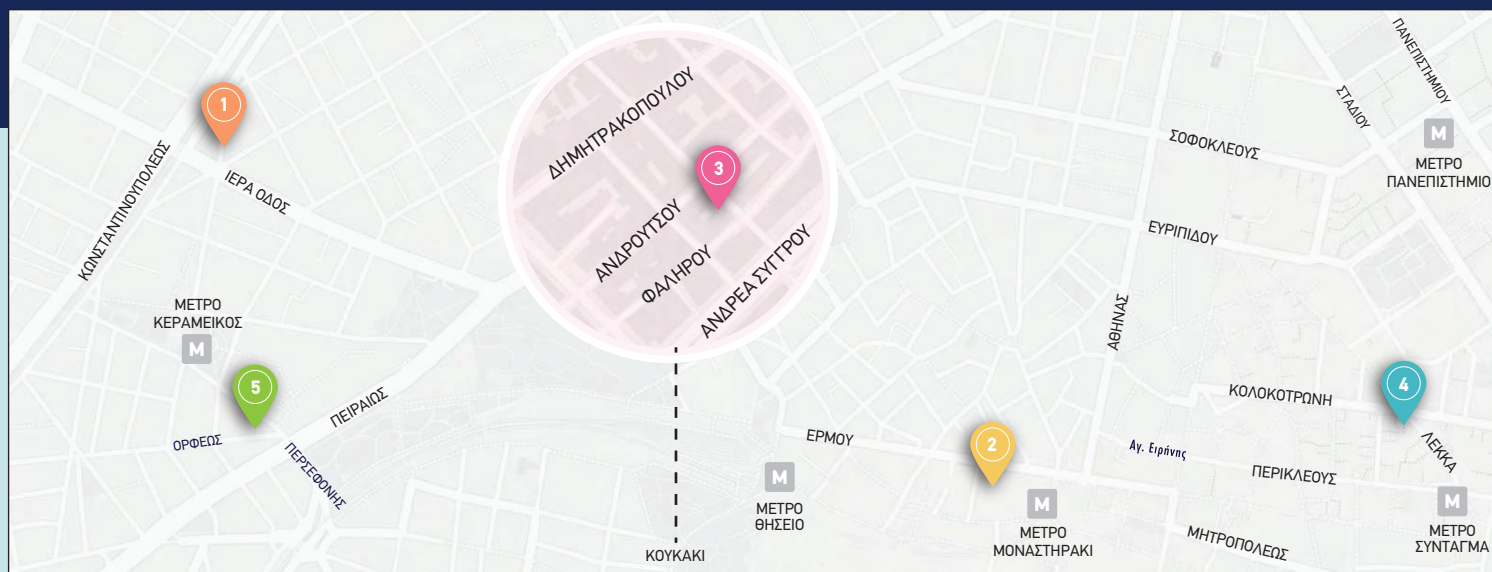 1
ΚΩΝΣΤΑΝΤΙΝΟΥΠΟΛΕΩΣ
ΙΕΡΑ ΟΔΟΣ
ΜΕΤΡΟ
ΚΕΡΑΜΕΙΚΟΣ
M
5
ΟΡΦΕΩΣ
ΠΕΡΣΕΦΟΝΗΣ
ΠΕΙΡΑΙΩΣ
ΔΗΜΗΤΡΑΚΟΠΟΥΛΟΥ
3
ΑΝΔΡΟΥΤΣΟΥ
ΦΑΛΗΡΟΥ
ΑΝΔΡΕΑ ΣΥΓΓΡΟΥ
ΚΟΥΚΑΚΙ
ΠΑΝΕΠΙΣΤΗΜΙΟΥ
ΣΤΑΔΙΟΥ
M
ΜΕΤΡΟ
ΠΑΝΕΠΙΣΤΗΜΙΟ
ΣΟΦΟΚΛΕΟΥΣ
ΕΥΡΙΠΙΔΟΥ
ΑΘΗΝΑΣ
ΚΟΛΟΚΟΤΡΩΝΗ
4
ΛΕΚΚΑ
ΕΡΜΟΥ
2
Αγ. Ειρήνης
ΠΕΡΙΚΛΕΟΥΣ
M
ΜΕΤΡΟ
ΘΗΣΕΙΟ
M
ΜΕΤΡΟ
ΜΟΝΑΣΤΗΡΑΚΙ
ΜΗΤΡΟΠΟΛΕΩΣ
M
ΜΕΤΡΟ
ΣΥΝΤΑΓΜΑ